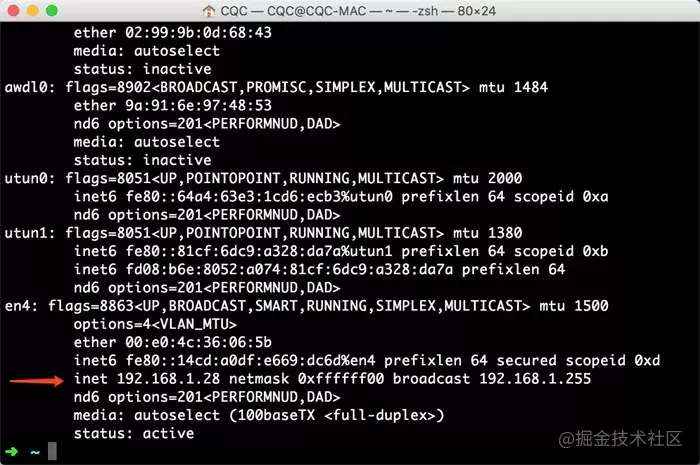 CQC — CQC@CQC-MAC — ~ — -zsh — 80×24
ether 02:99:9b:0d:68:43
media: autoselect
status: inactive
awdl0: flags=8902<BROADCAST,PROMISC,SIMPLEX,MULTICAST> mtu 1484
ether 9a:91:6e:97:48:53
nd6 options=201<PERFORMNUD,DAD>
media: autoselect
status: inactive
utun0: flags=8051<UP,POINTOPOINT,RUNNING,MULTICAST> mtu 2000
inet6 fe80::64a4:63e3:1cd6:ecb3%utun0 prefixlen 64 scopeid 0xa
nd6 options=201<PERFORMNUD,DAD>
utun1: flags=8051<UP,POINTOPOINT,RUNNING,MULTICAST> mtu 1380
inet6 fe80::81cf:6dc9:a328:da7a%utun1 prefixlen 64 scopeid 0xb
inet6 fd08:b6e:8052:a074:81cf:6dc9:a328:da7a prefixlen 64
nd6 options=201<PERFORMNUD,DAD>
en4: flags=8863<UP,BROADCAST,SMART,RUNNING,SIMPLEX,MULTICAST> mtu 1500
options=4<VLAN_MTU>
ether 00:e0:4c:36:06:5b
inet6 fe80::14cd:a0df:e669:dc6d%en4 prefixlen 64 secured scopeid 0xd
inet 192.168.1.28 netmask 0xffffff00 broadcast 192.168.1.255
nd6 options=201<PERFORMNUD,DAD>
media: autoselect (100baseTX <full-duplex>)
status: active
➜ ~
@掘金技术社区